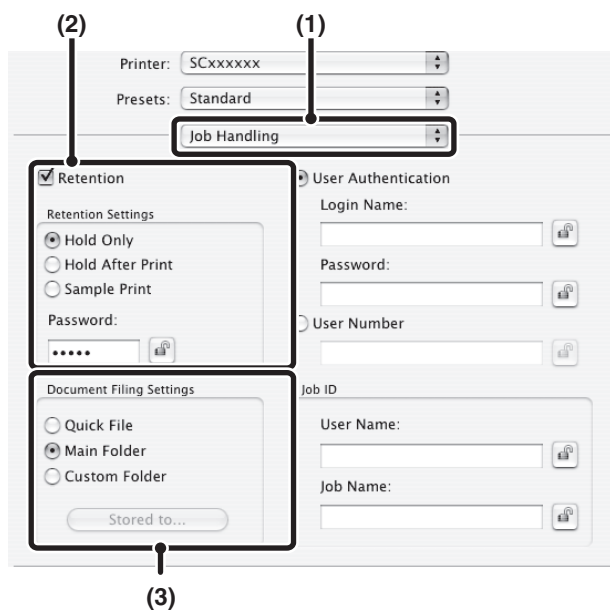 (2)
(1)
Printer: SCxxxxxx
Presets: Standard
Job Handling
Retention
Retention Settings
Hold Only
Hold After Print
Sample Print
Password:
•••••
User Authentication
Login Name:
Password:
User Number
Document Filing Settings
Quick File
Main Folder
Custom Folder
Stored to...
Job ID
User Name:
Job Name:
(3)